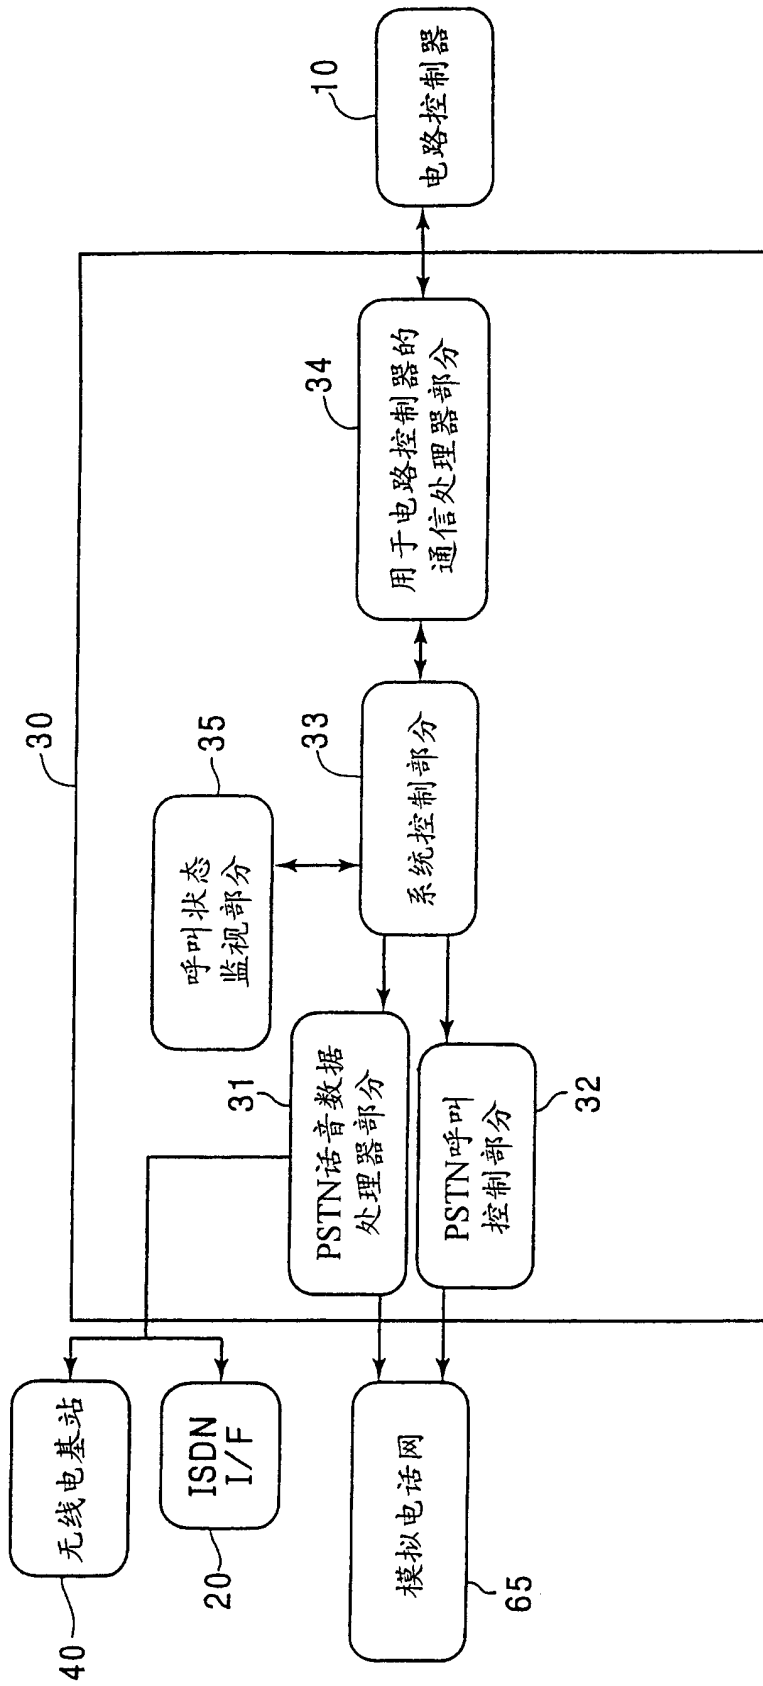 40
无线电基站
20
ISDN
I/F
65
模拟电话网
30
31
PSTN话音数据
处理器部分
32
PSTN呼叫
控制部分
35
呼叫状态
监视部分
33
系统控制部分
34
用于电路控制器的
通信处理器部分
10
电路控制器